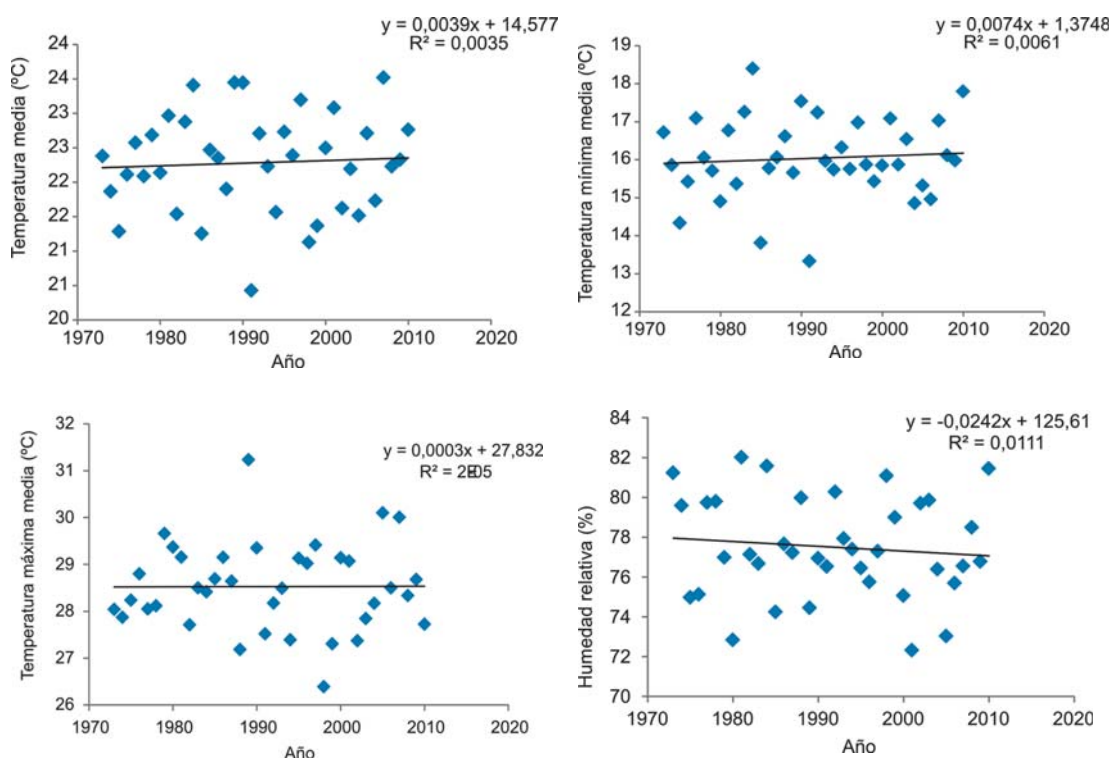 y = 0,0039x + 14,577
R² = 0,0035
Temperatura media (ºC)
24
24
23
23
22
22
21
21
20
1970 1980 1990 2000 2010 2020
Año
y = 0,0074x + 1,3748
R² = 0,0061
Temperatura mínima media (ºC)
19
18
17
16
15
14
13
12
1970 1980 1990 2000 2010 2020
Año
y = 0,0003x + 27,832
R² =
Temperatura máxima media (ºC)
32
31
30
29
28
27
26
1970 1980 1990 2000 2010 2020
Año
y = -0,0242x + 125,61
R² = 0,0111
Humedad relativa (%)
84
82
80
78
76
74
72
70
1970 1980 1990 2000 2010 2020
Año